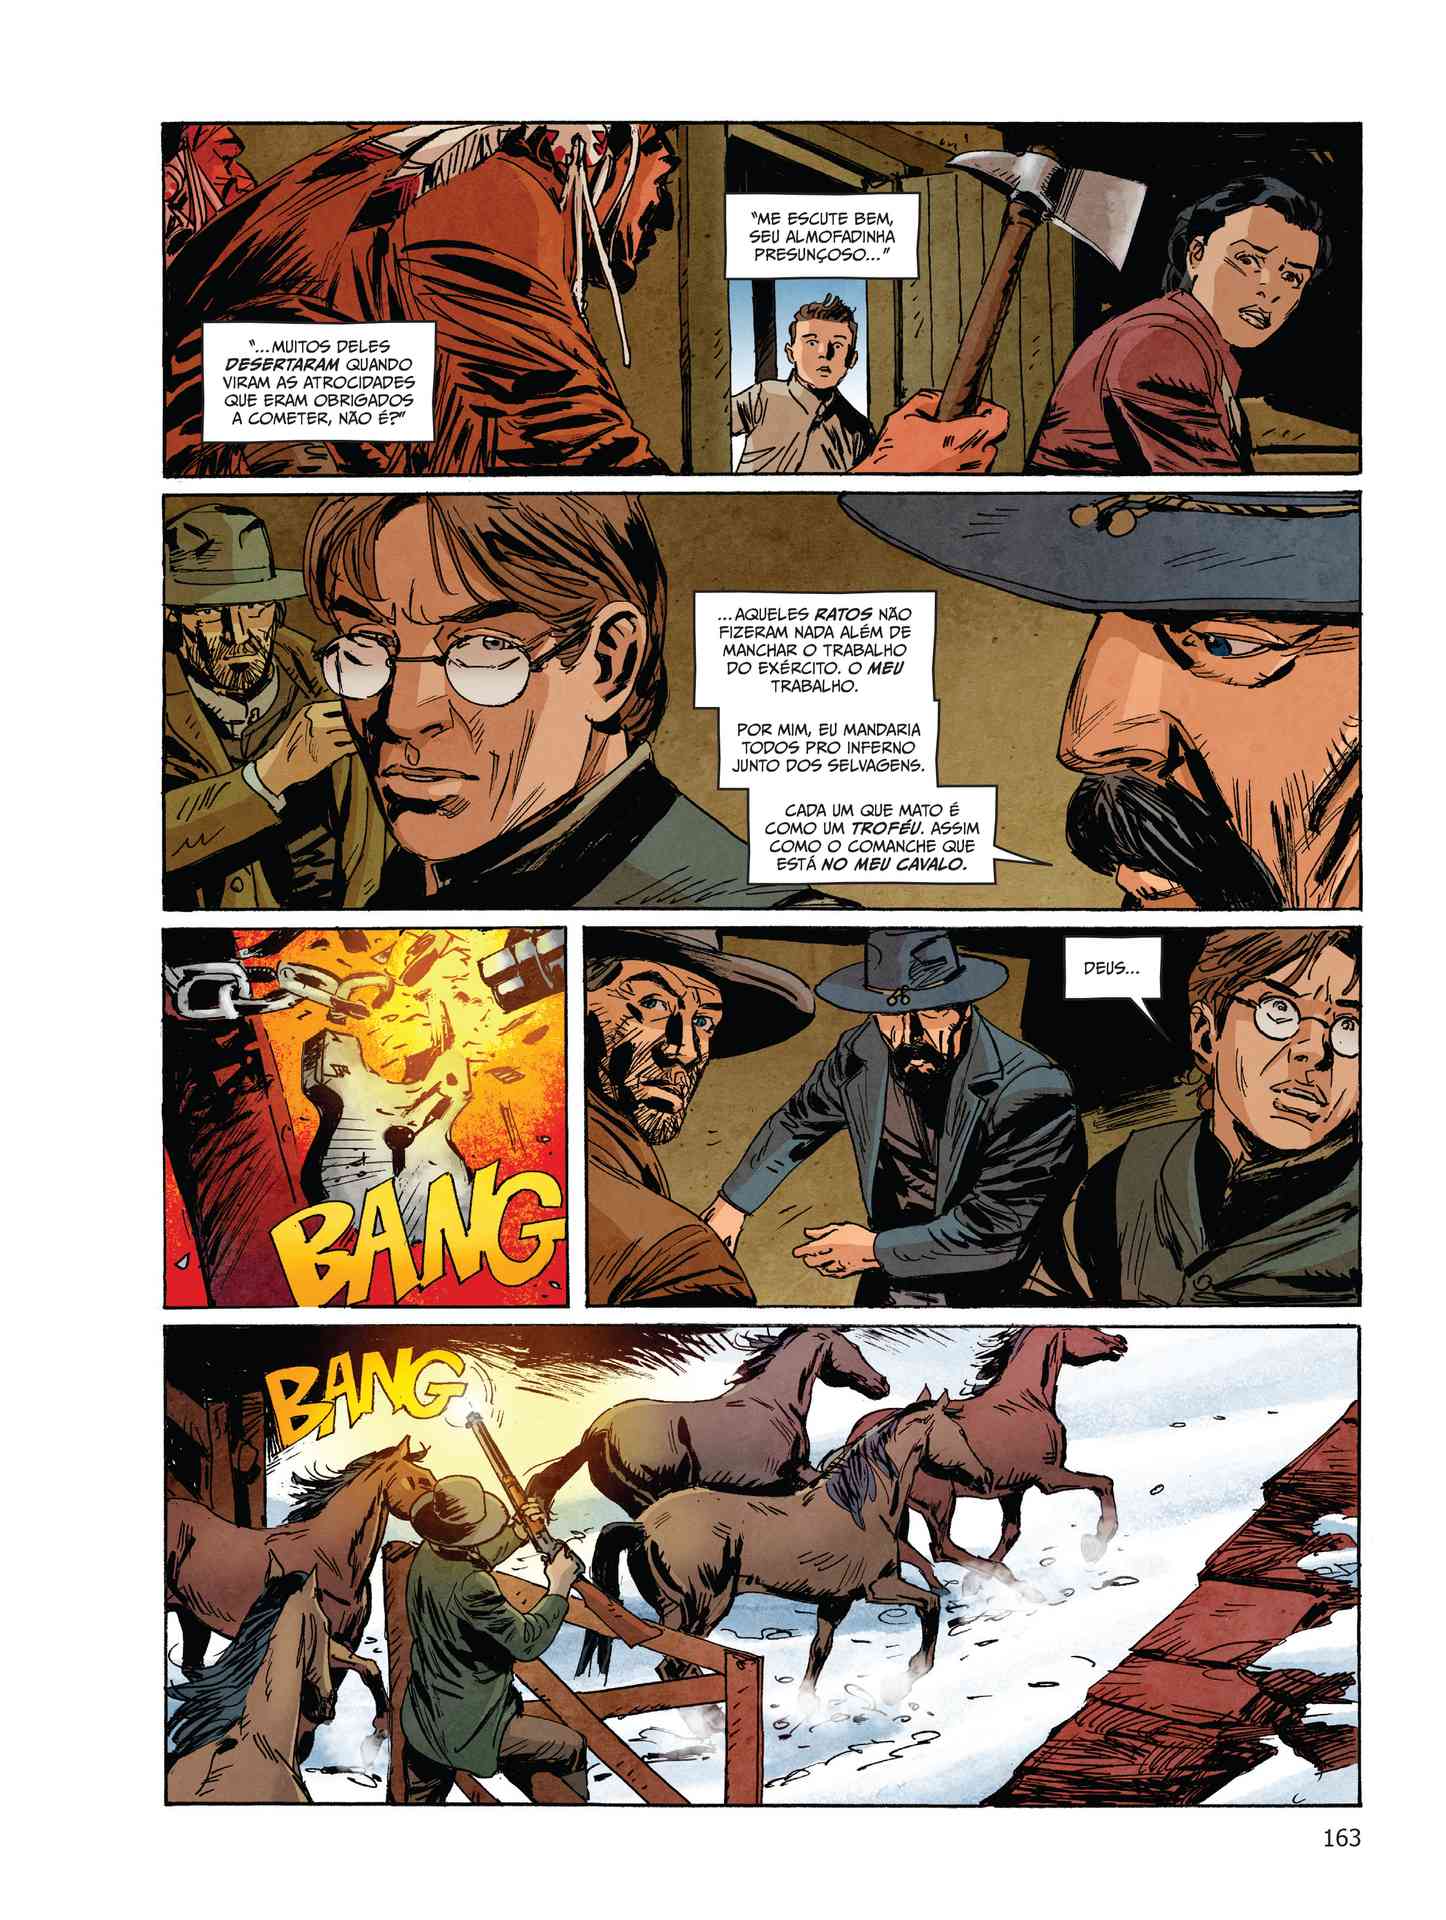 "...MUITOS DELES
DESERTARAM QUANDO
VIRAM AS ATROCIDADES
QUE ERAM OBRIGADOS
A COMETER, NÃO É?"
"ME ESCUTE BEM,
SEU ALMOFADINHA
PRESUNÇOSO..."
...AQUELES RATOS NÃO
FIZERAM NADA ALÉM DE
MANCHAR O TRABALHO
DO EXÉRCITO. O MEU
TRABALHO.
POR MIM, EU MANDARIA
TODOS PRO INFERNO
JUNTO DOS SELVAGENS.
CADA UM QUE MATO É
COMO UM TROFÉU. ASSIM
COMO O COMANCHE QUE
ESTÁ NO MEU CAVALO.
BANG
DEUS...
BANG
163